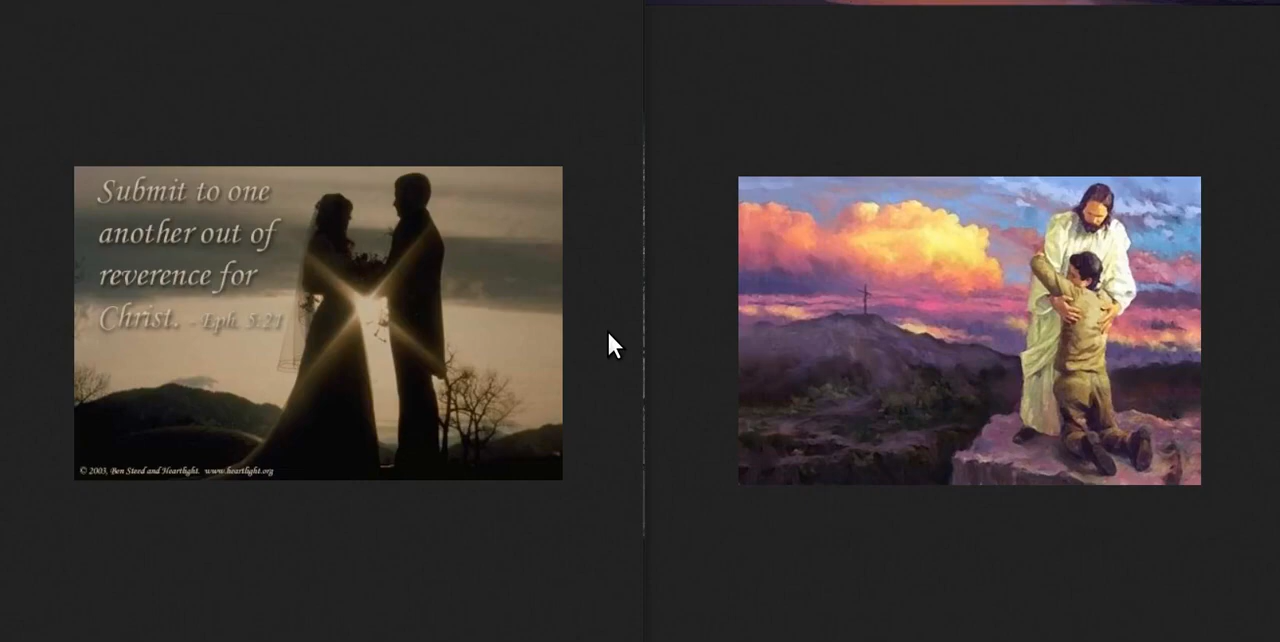 Submit to one
another out of
reverence for
Christ. - Eph. 5:21
© 2003, Ben Steed and Heartlight. www.heartlight.org